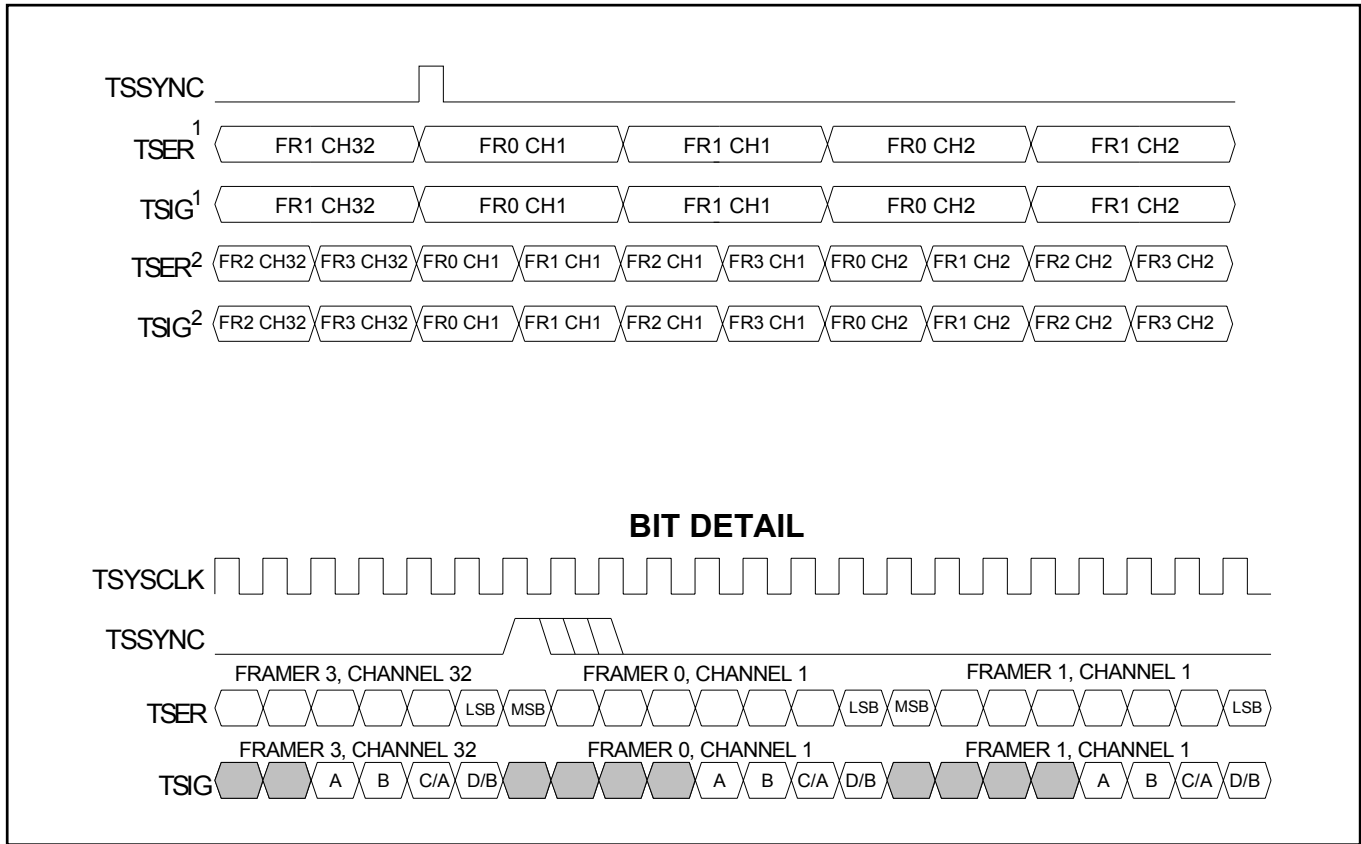 TSSYNC
TSER1 FR1 CH32 FR0 CH1 FR1 CH1 FR0 CH2 FR1 CH2
TSIG1 FR1 CH32 FR0 CH1 FR1 CH1 FR0 CH2 FR1 CH2
TSER2 FR2 CH32 FR3 CH32 FR0 CH1 FR1 CH1 FR2 CH1 FR3 CH1 FR0 CH2 FR1 CH2 FR2 CH2 FR3 CH2
TSIG2 FR2 CH32 FR3 CH32 FR0 CH1 FR1 CH1 FR2 CH1 FR3 CH1 FR0 CH2 FR1 CH2 FR2 CH2 FR3 CH2
BIT DETAIL
TSYSCLK
TSSYNC
FRAMER 3, CHANNEL 32 FRAMER 0, CHANNEL 1 FRAMER 1, CHANNEL 1
TSER LSB MSB LSB MSB LSB
FRAMER 3, CHANNEL 32 FRAMER 0, CHANNEL 1 FRAMER 1, CHANNEL 1
TSIG A B C/A D/B A B C/A D/B A B C/A D/B